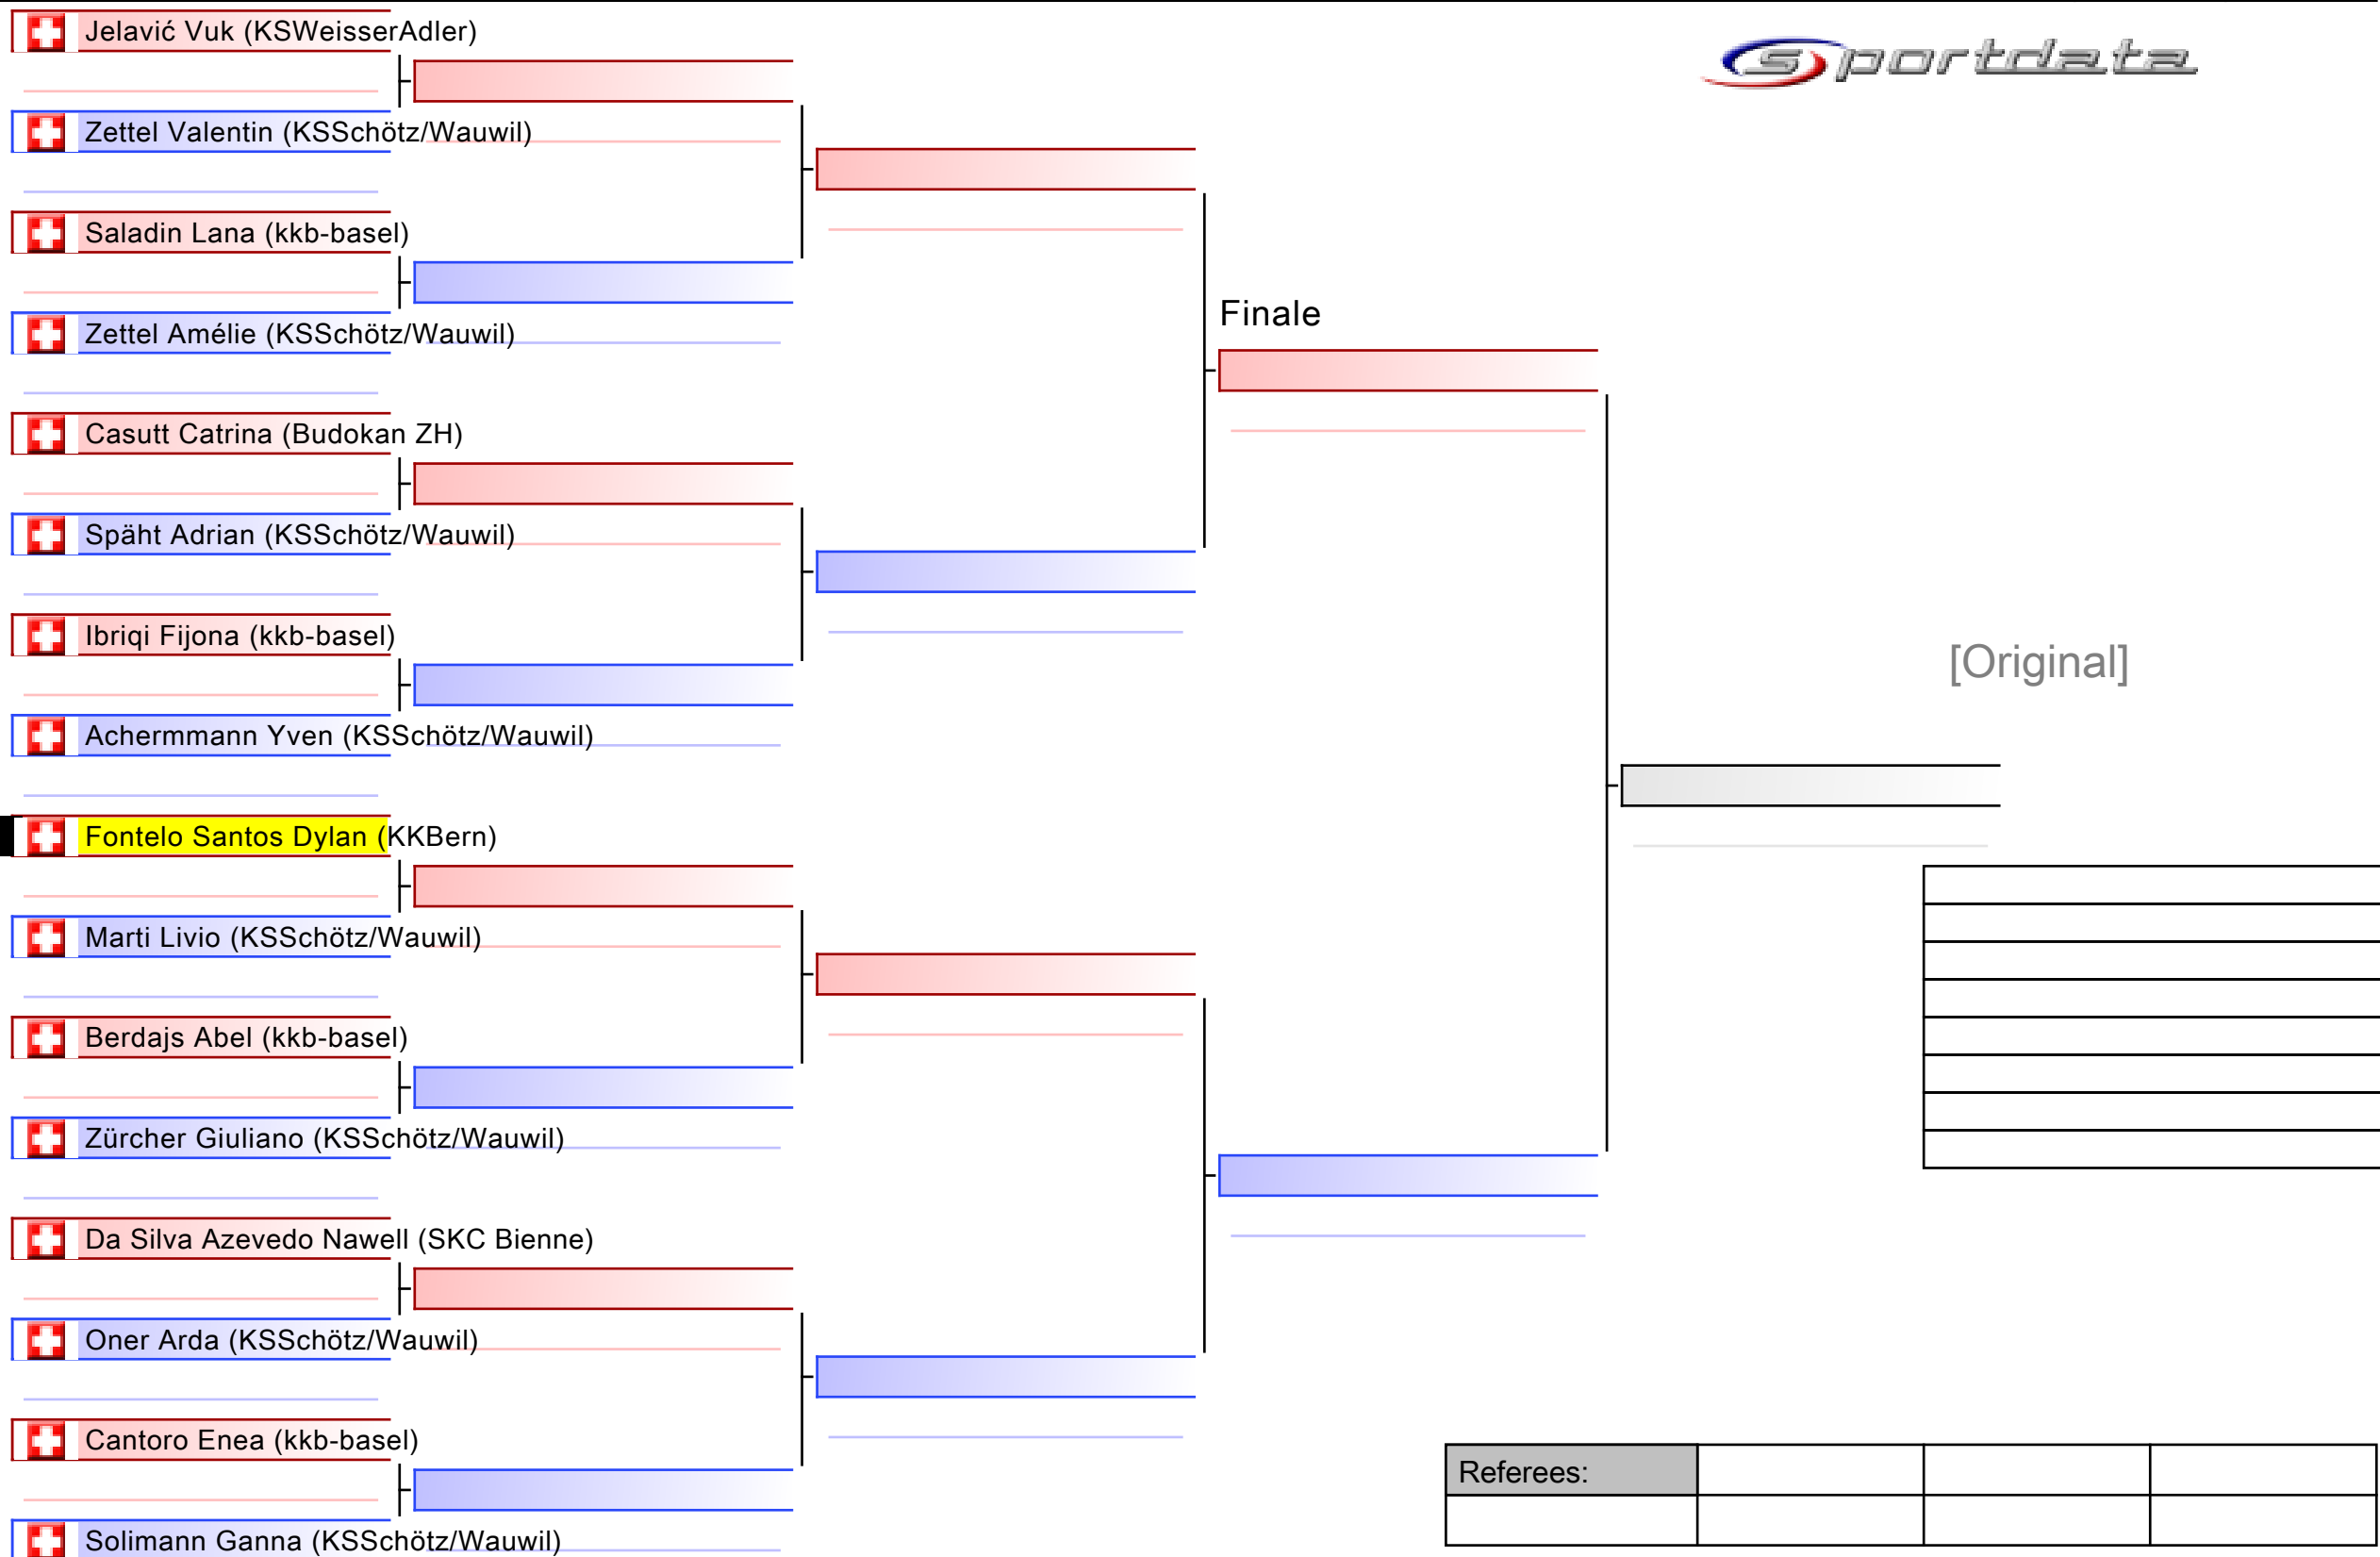 Jelavić Vuk (KSWeisserAdler)
sportdata
Zettel Valentin (KSSchötz/Wauwil)
Saladin Lana (kkb-basel)
Finale
Zettel Amélie (KSSchötz/Wauwil)
Casutt Catrina (Budokan ZH)
Späht Adrian (KSSchötz/Wauwil)
Ibriqi Fijona (kkb-basel)
[Original]
Achermmann Yven (KSSchötz/Wauwil)
Fontelo Santos Dylan (KKBern)
Marti Livio (KSSchötz/Wauwil)
Berdajs Abel (kkb-basel)
Zürcher Giuliano (KSSchötz/Wauwil)
Da Silva Azevedo Nawell (SKC Bienne)
Oner Arda (KSSchötz/Wauwil)
Cantoro Enea (kkb-basel)
Referees:
Solimann Ganna (KSSchötz/Wauwil)